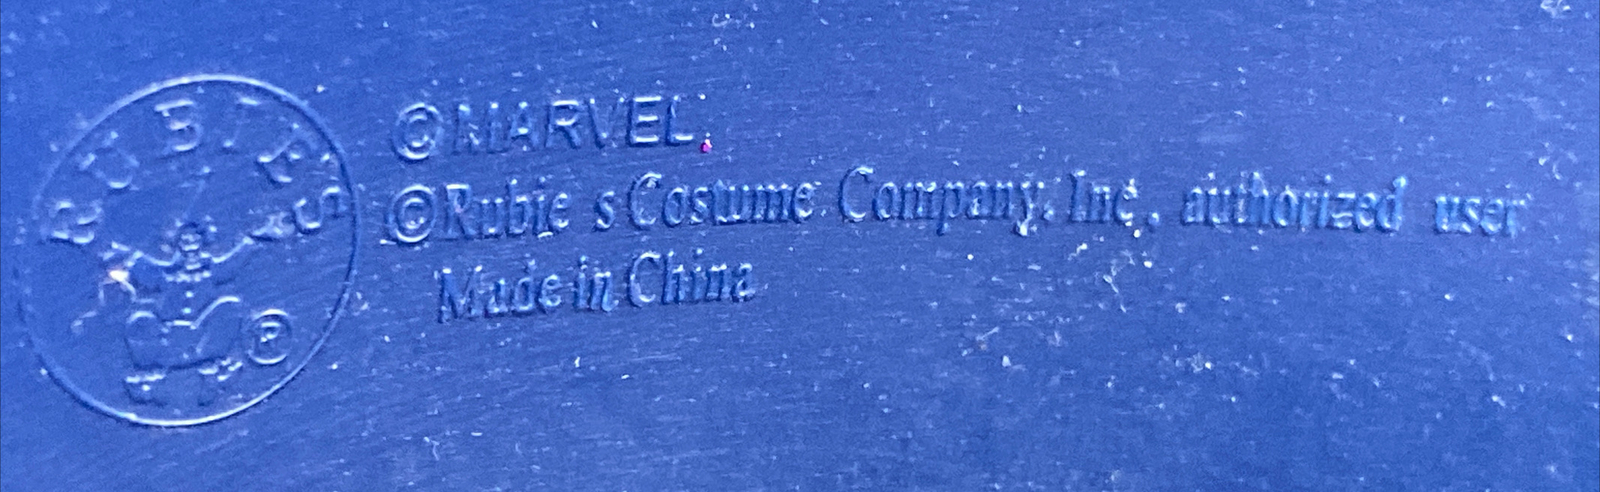 RUBIES
®
©MARVEL
©Rubie s Costume Company, Inc, authorized user
Made in China